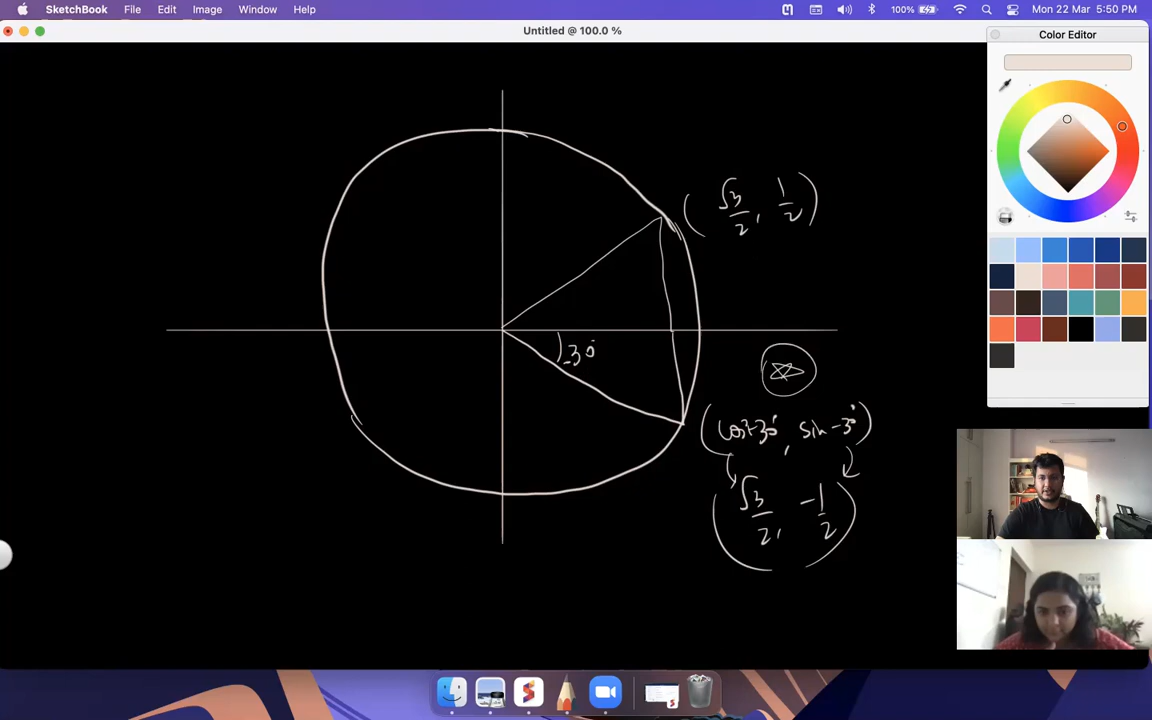 SketchBook File Edit Image Window Help 100% Mon 22 Mar 5:50 PM
Untitled @ 100.0 %
Color Editor
(√3/2, 1/2)
-30°
(cos-30°, sin-30°)
(√3/2, -1/2)